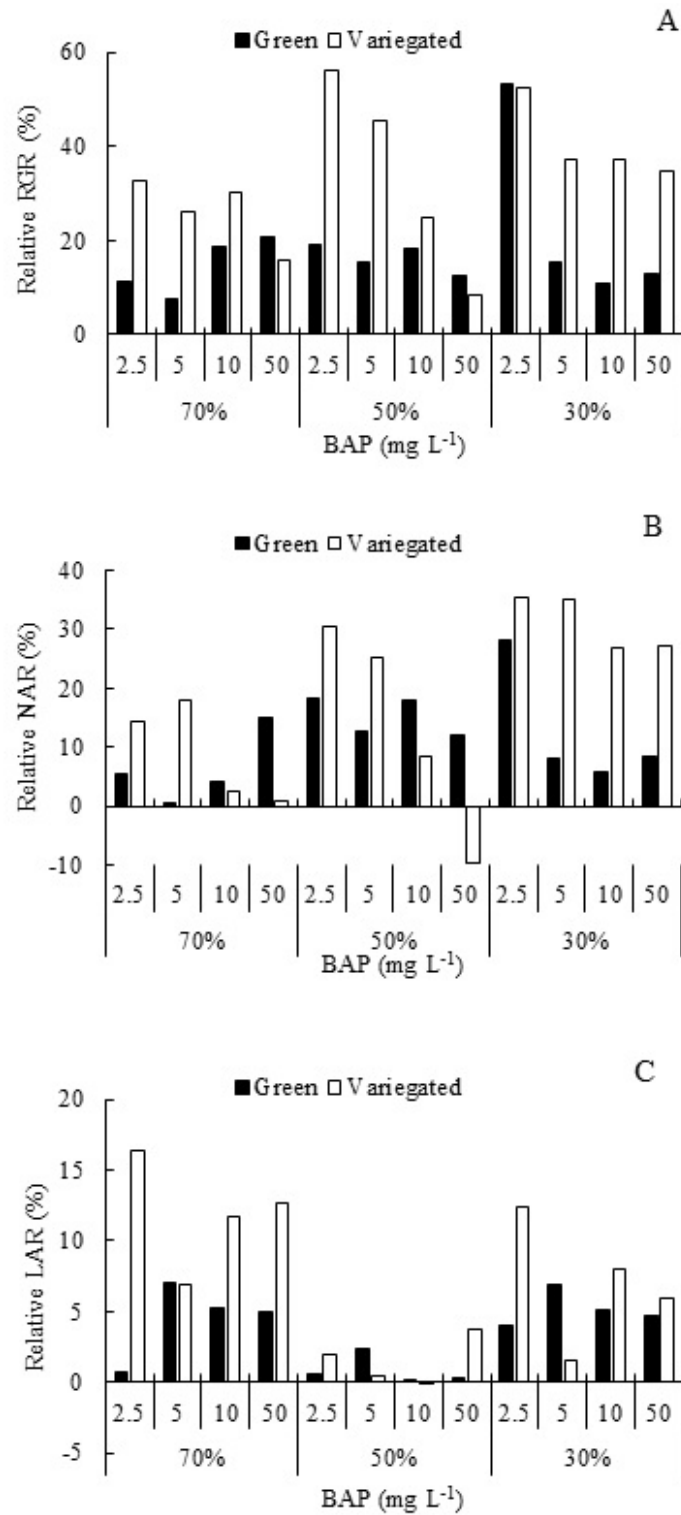 A
Green Variegated
60
40
20
0
Relative RGR (%)
2.5 5 10 50 2.5 5 10 50 2.5 5 10 50
70% 50% 30%
BAP (mg L-1)
B
Green Variegated
40
30
20
10
0
-10
Relative NAR (%)
2.5 5 10 50 2.5 5 10 50 2.5 5 10 50
70% 50% 30%
BAP (mg L-1)
C
Green Variegated
20
15
10
5
0
-5
Relative LAR (%)
2.5 5 10 50 2.5 5 10 50 2.5 5 10 50
70% 50% 30%
BAP (mg L-1)